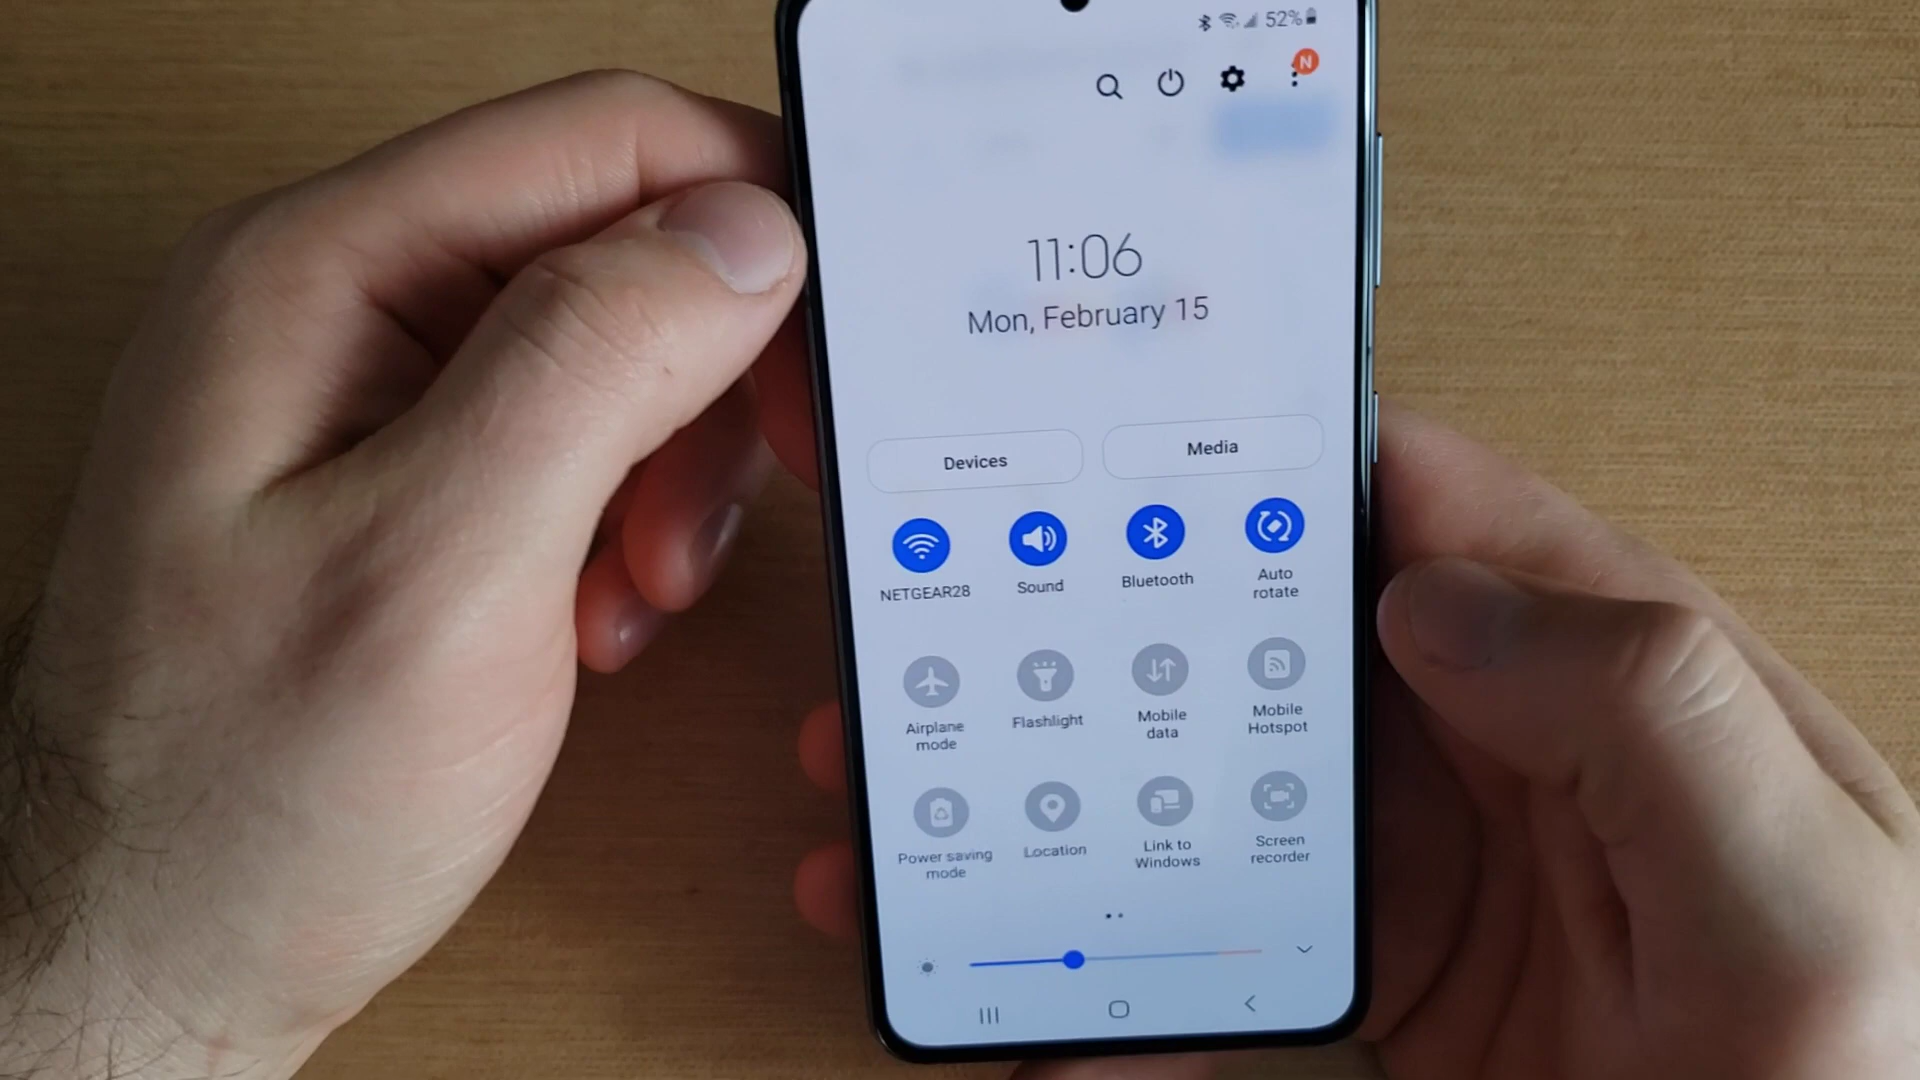 52%
N
11:06
Mon, February 15
Devices
Media
NETGEAR28
Sound
Bluetooth
Auto
rotate
Airplane
mode
Flashlight
Mobile
data
Mobile
Hotspot
Power saving
mode
Location
Link to
Windows
Screen
recorder